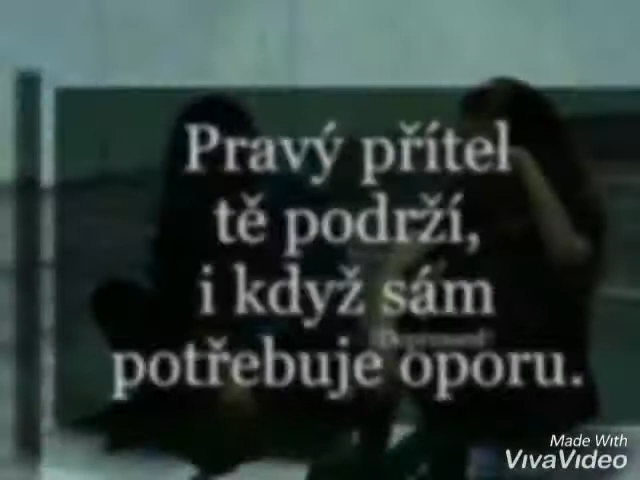 Pravý přítel
tě podrží,
i když sám
potřebuje oporu.
Made With
VivaVideo